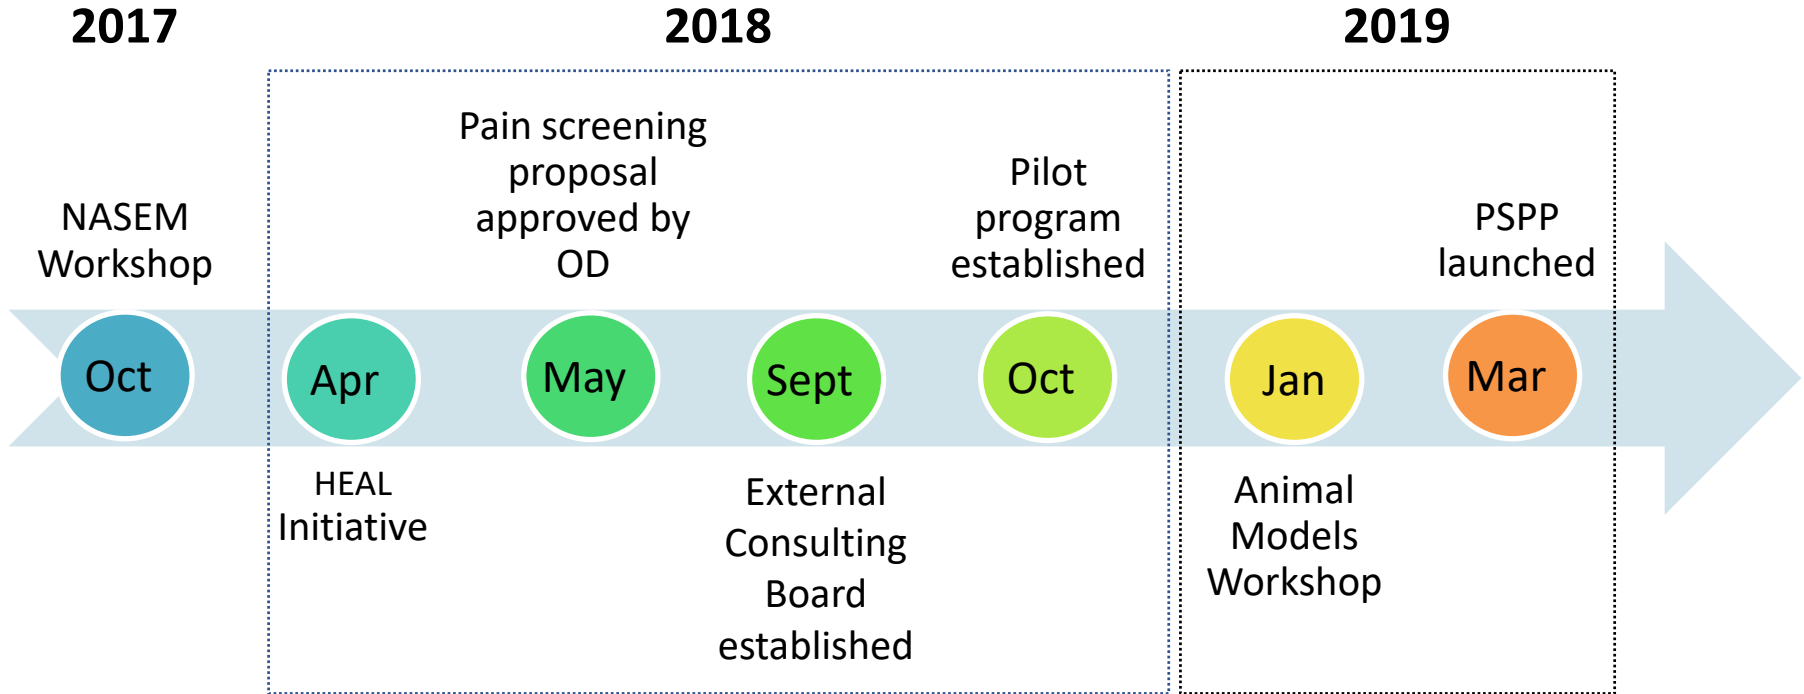 2017
2018
2019
NASEM
Workshop
Pain screening
proposal
approved by
OD
Pilot
program
established
PSPP
launched
Oct
Apr
May
Sept
Oct
Jan
Mar
HEAL
Initiative
External
Consulting
Board
established
Animal
Models
Workshop